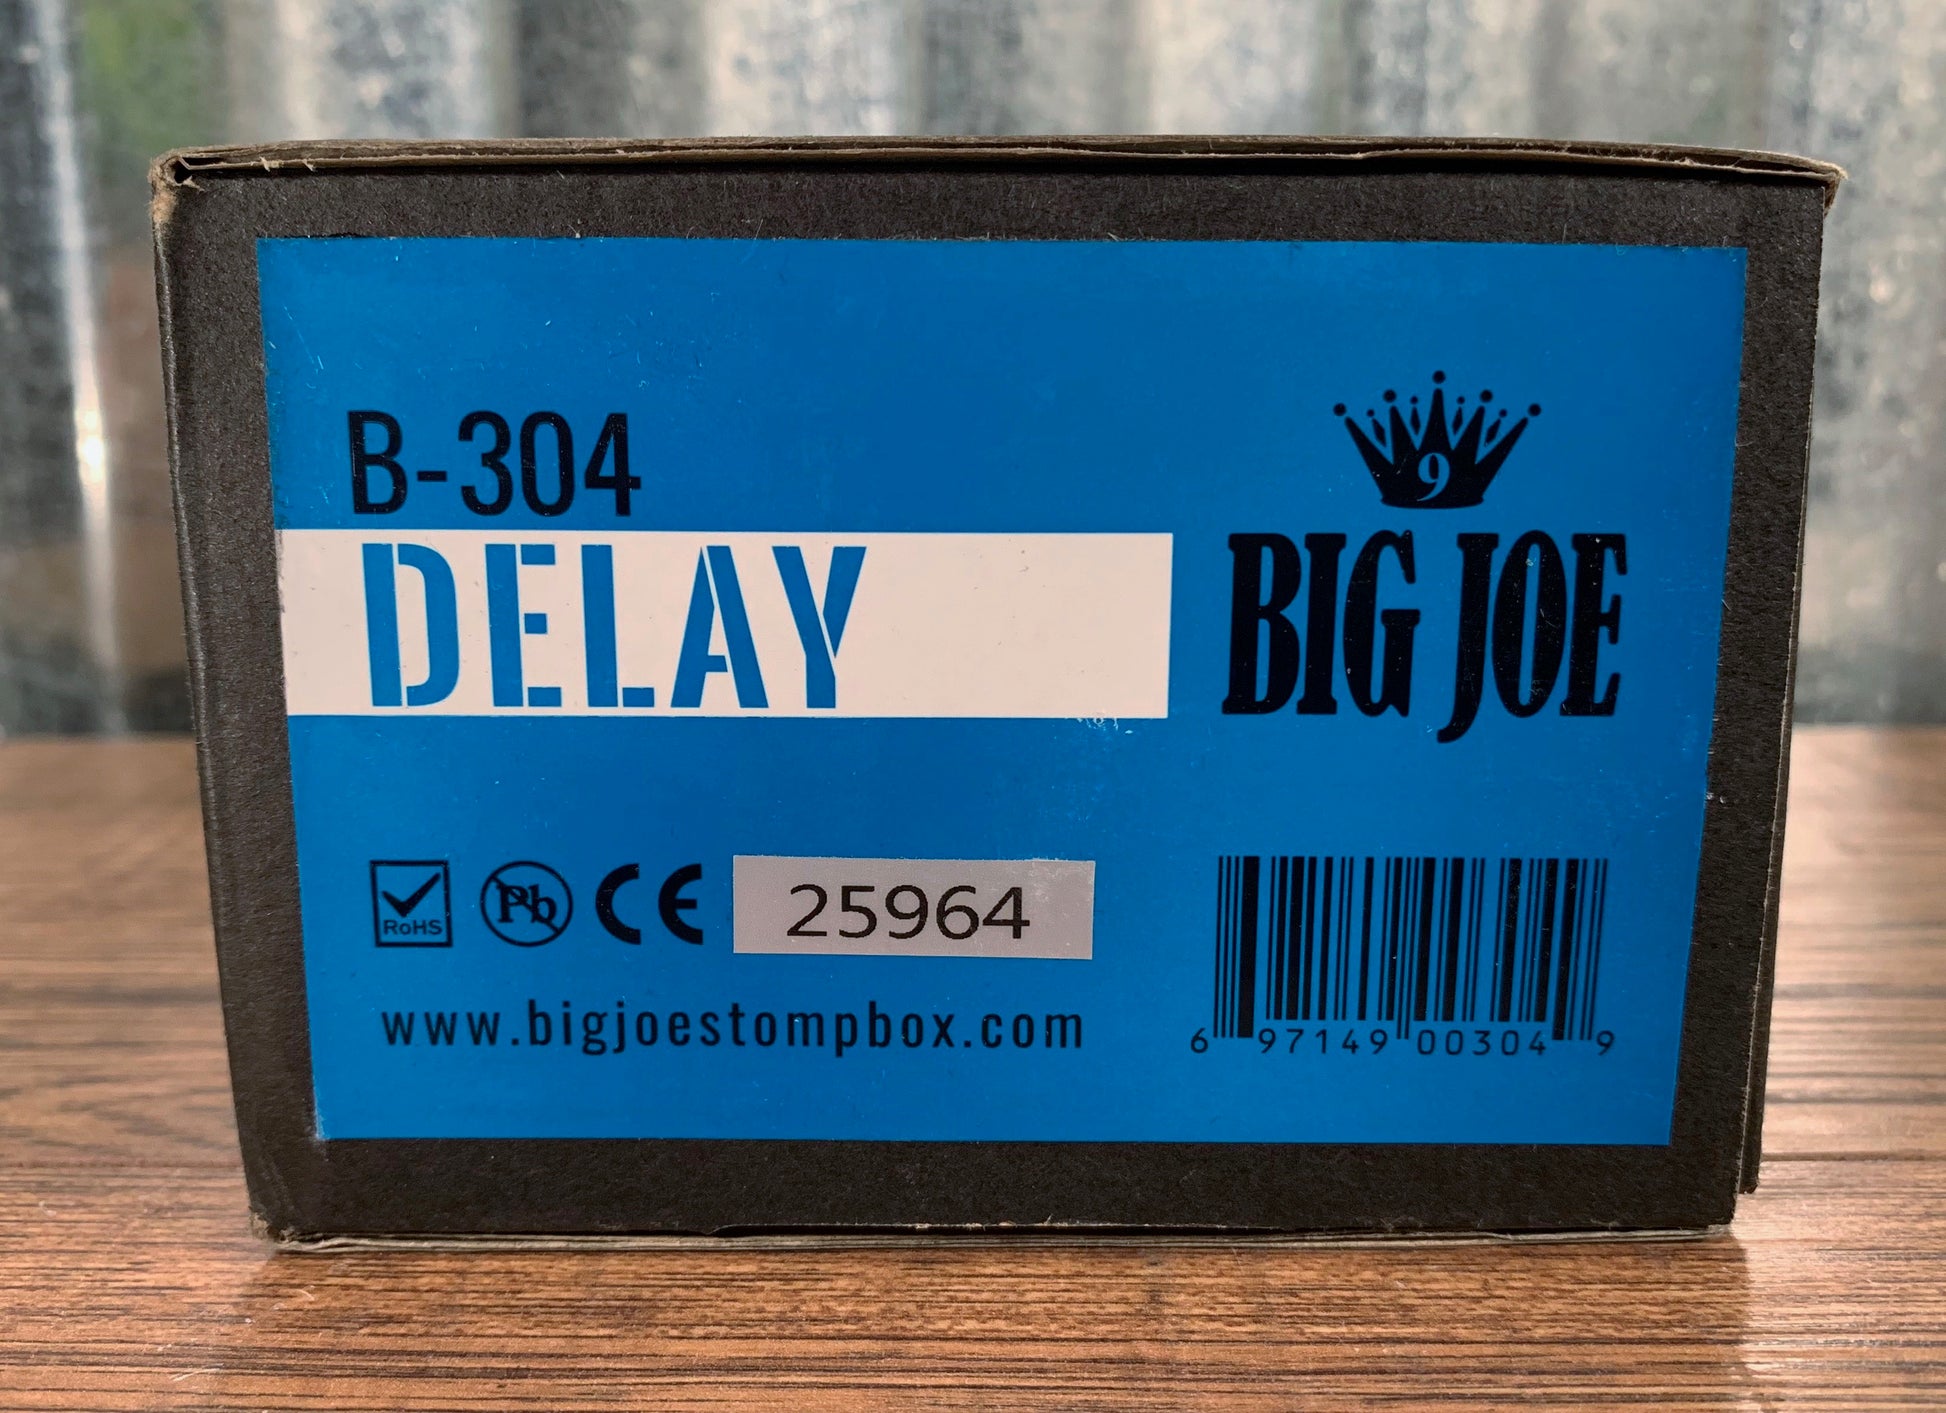 B-304
DELAY
9
BIG JOE
RoHS
Pb
CE
25964
www.bigjoestompbox.com
6 97149 00304 9